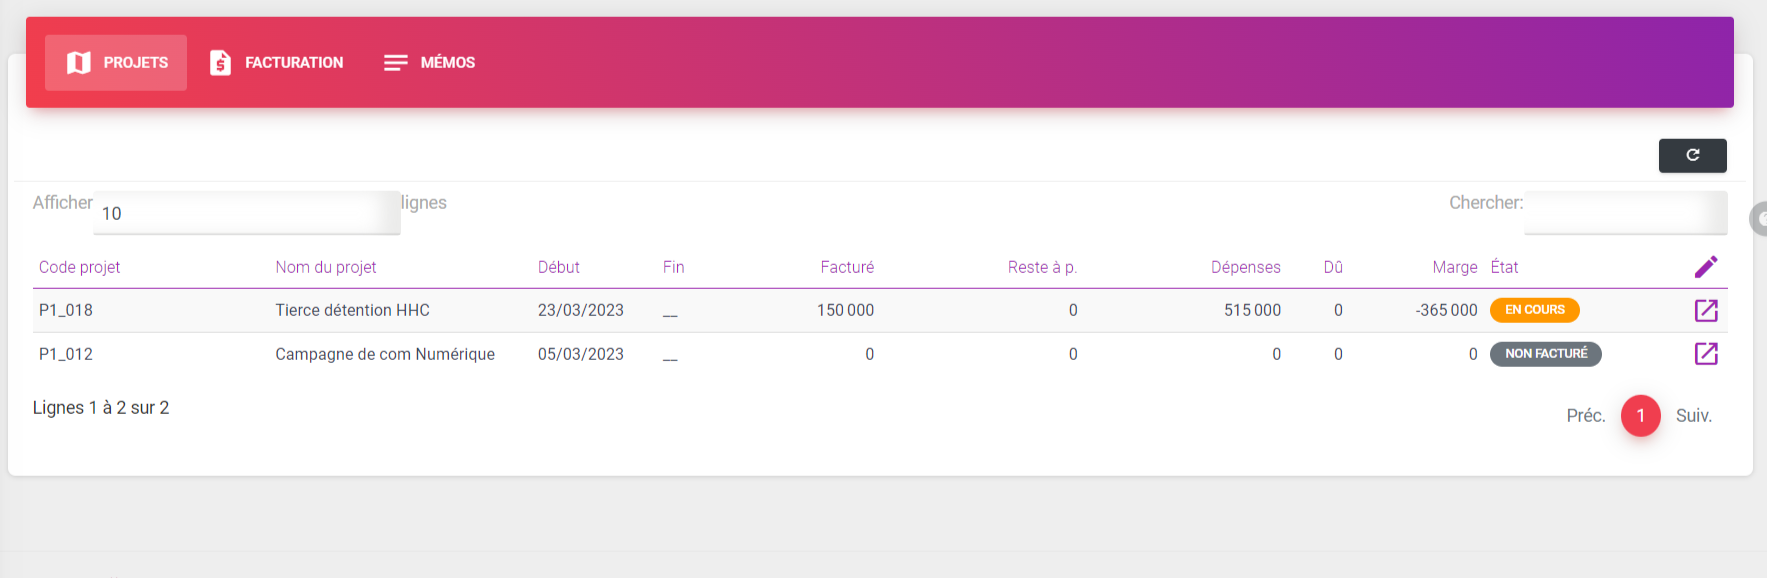 PROJETS FACTURATION MÉMOS
Afficher 10 lignes Chercher:
Code projet Nom du projet Début Fin Facturé Reste à p. Dépenses Dû Marge État
P1_018 Tierce détention HHC 23/03/2023 __ 150 000 0 515 000 0 -365 000 EN COURS
P1_012 Campagne de com Numérique 05/03/2023 __ 0 0 0 0 0 NON FACTURÉ
Lignes 1 à 2 sur 2
Préc. 1 Suiv.